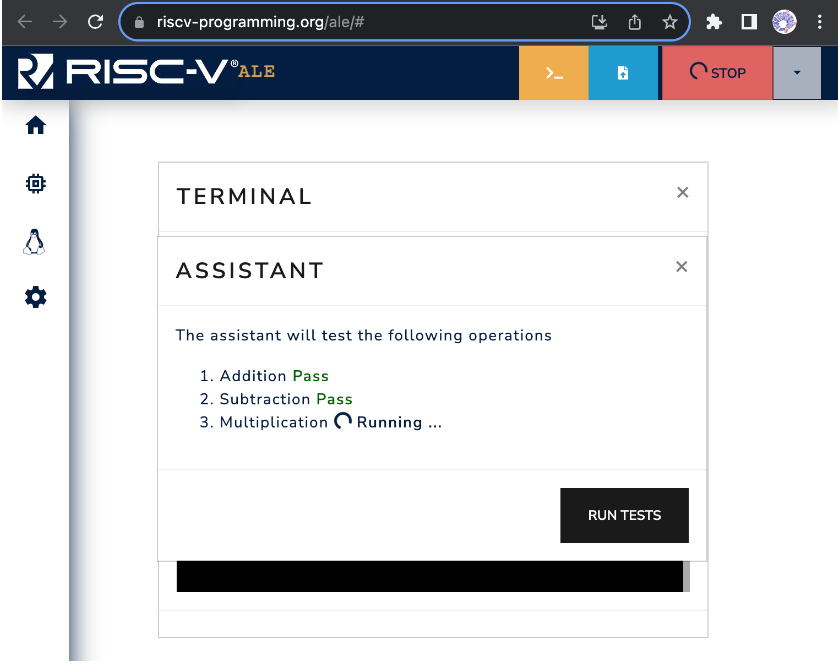 riscv-programming.org/ale/#
RISC-V® ALE
>_
STOP
TERMINAL
×
ASSISTANT
×
The assistant will test the following operations
1. Addition Pass
2. Subtraction Pass
3. Multiplication Running ...
RUN TESTS